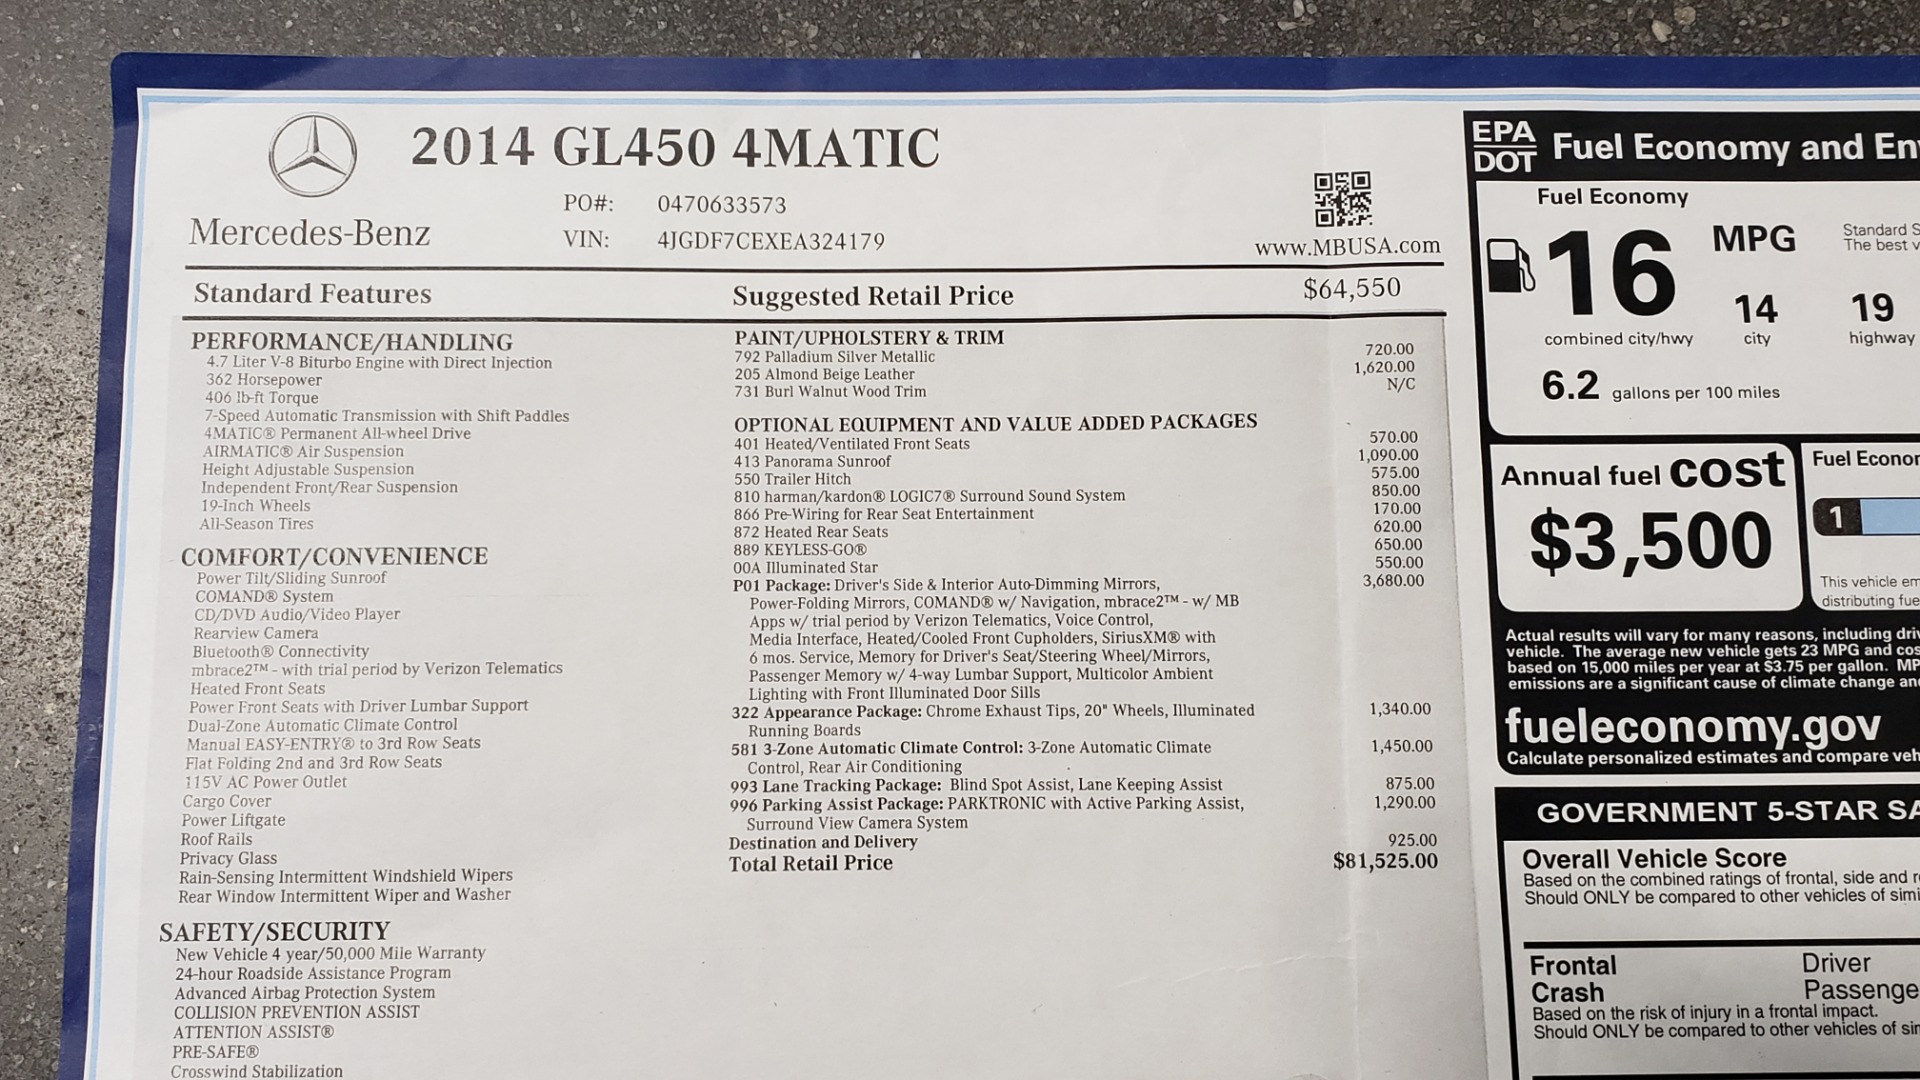 2014 GL450 4MATIC
Mercedes-Benz
PO#: 0470633573
VIN: 4JGDF7CEXEA324179
www.MBUSA.com
Standard Features
PERFORMANCE/HANDLING
4.7 Liter V-8 Biturbo Engine with Direct Injection
362 Horsepower
406 lb-ft Torque
7-Speed Automatic Transmission with Shift Paddles
4MATIC® Permanent All-wheel Drive
AIRMATIC® Air Suspension
Height Adjustable Suspension
Independent Front/Rear Suspension
19-Inch Wheels
All-Season Tires
COMFORT/CONVENIENCE
Power Tilt/Sliding Sunroof
COMAND® System
CD/DVD Audio/Video Player
Rearview Camera
Bluetooth® Connectivity
mbrace2™ - with trial period by Verizon Telematics
Heated Front Seats
Power Front Seats with Driver Lumbar Support
Dual-Zone Automatic Climate Control
Manual EASY-ENTRY® to 3rd Row Seats
Flat Folding 2nd and 3rd Row Seats
115V AC Power Outlet
Cargo Cover
Power Liftgate
Roof Rails
Privacy Glass
Rain-Sensing Intermittent Windshield Wipers
Rear Window Intermittent Wiper and Washer
SAFETY/SECURITY
New Vehicle 4 year/50,000 Mile Warranty
24-hour Roadside Assistance Program
Advanced Airbag Protection System
COLLISION PREVENTION ASSIST
ATTENTION ASSIST®
PRE-SAFE®
Crosswind Stabilization
Suggested Retail Price $64,550
PAINT/UPHOLSTERY & TRIM
792 Palladium Silver Metallic 720.00
205 Almond Beige Leather 1,620.00
731 Burl Walnut Wood Trim N/C
OPTIONAL EQUIPMENT AND VALUE ADDED PACKAGES
401 Heated/Ventilated Front Seats 570.00
413 Panorama Sunroof 1,090.00
550 Trailer Hitch 575.00
810 harman/kardon® LOGIC7® Surround Sound System 850.00
866 Pre-Wiring for Rear Seat Entertainment 170.00
872 Heated Rear Seats 620.00
889 KEYLESS-GO® 650.00
00A Illuminated Star 550.00
P01 Package: Driver's Side & Interior Auto-Dimming Mirrors, 3,680.00
Power-Folding Mirrors, COMAND® w/ Navigation, mbrace2™ - w/ MB
Apps w/ trial period by Verizon Telematics, Voice Control,
Media Interface, Heated/Cooled Front Cupholders, SiriusXM® with
6 mos. Service, Memory for Driver's Seat/Steering Wheel/Mirrors,
Passenger Memory w/ 4-way Lumbar Support, Multicolor Ambient
Lighting with Front Illuminated Door Sills
322 Appearance Package: Chrome Exhaust Tips, 20" Wheels, Illuminated 1,340.00
Running Boards
581 3-Zone Automatic Climate Control: 3-Zone Automatic Climate 1,450.00
Control, Rear Air Conditioning
993 Lane Tracking Package: Blind Spot Assist, Lane Keeping Assist 875.00
996 Parking Assist Package: PARKTRONIC with Active Parking Assist, 1,290.00
Surround View Camera System
Destination and Delivery 925.00
Total Retail Price $81,525.00
EPA
DOT
Fuel Economy and En
Fuel Economy
16 MPG
Standard S
The best v
14 19
combined city/hwy city highway
6.2 gallons per 100 miles
Annual fuel cost
$3,500
Fuel Econor
1
This vehicle em
distributing fue
Actual results will vary for many reasons, including driv
vehicle. The average new vehicle gets 23 MPG and cos
based on 15,000 miles per year at $3.75 per gallon. MP
emissions are a significant cause of climate change an
fueleconomy.gov
Calculate personalized estimates and compare veh
GOVERNMENT 5-STAR SA
Overall Vehicle Score
Based on the combined ratings of frontal, side and r
Should ONLY be compared to other vehicles of simi
Frontal Driver
Crash Passenge
Based on the risk of injury in a frontal impact.
Should ONLY be compared to other vehicles of sin